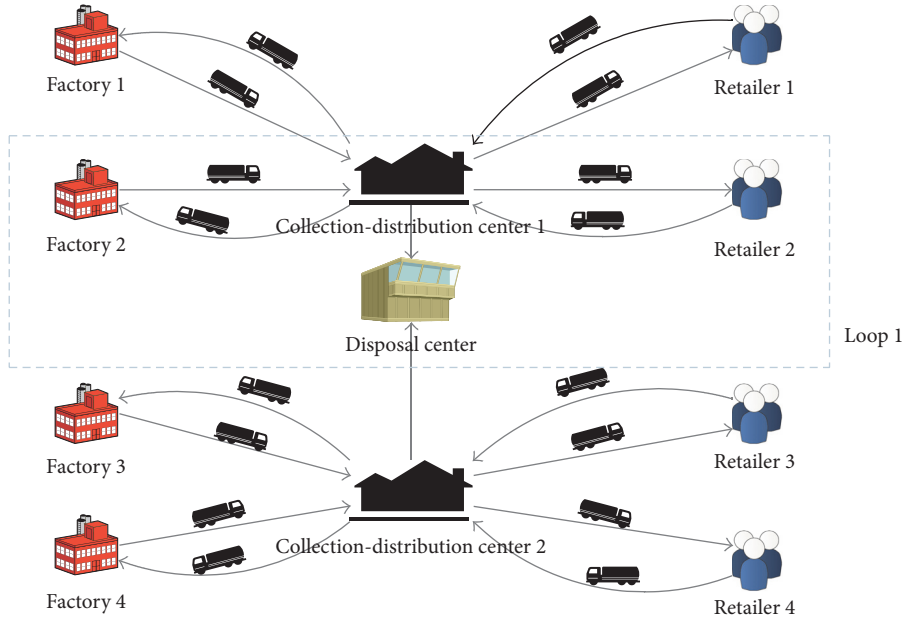 Factory 1
Retailer 1
Factory 2
Collection-distribution center 1
Retailer 2
Disposal center
Loop 1
Factory 3
Retailer 3
Collection-distribution center 2
Factory 4
Retailer 4